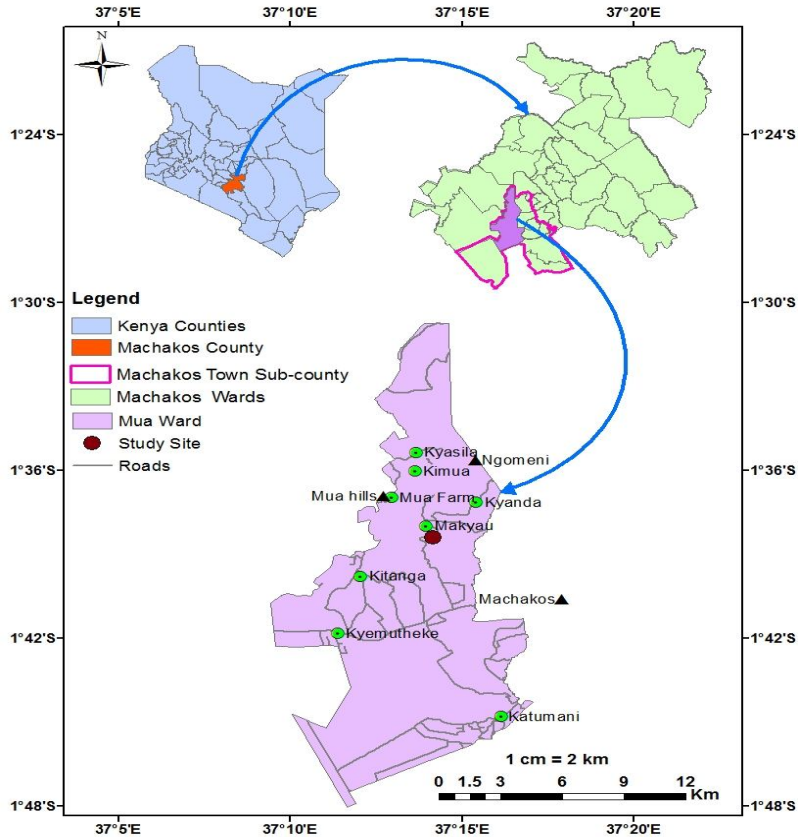 37°5'E 37°10'E 37°15'E 37°20'E
N
1°24'S 1°24'S
1°30'S 1°30'S
Legend
Kenya Counties
Machakos County
Machakos Town Sub-county
Machakos Wards
Mua Ward
Study Site
Roads
Kyasila
Ngomeni
1°36'S 1°36'S
Kimua
Mua hills Mua Farm Kyanda
Makyau
Kitanga
Machakos
1°42'S 1°42'S
Kyemutheke
Katumani
1 cm = 2 km
0 1.5 3 6 9 12
Km
1°48'S 1°48'S
37°5'E 37°10'E 37°15'E 37°20'E